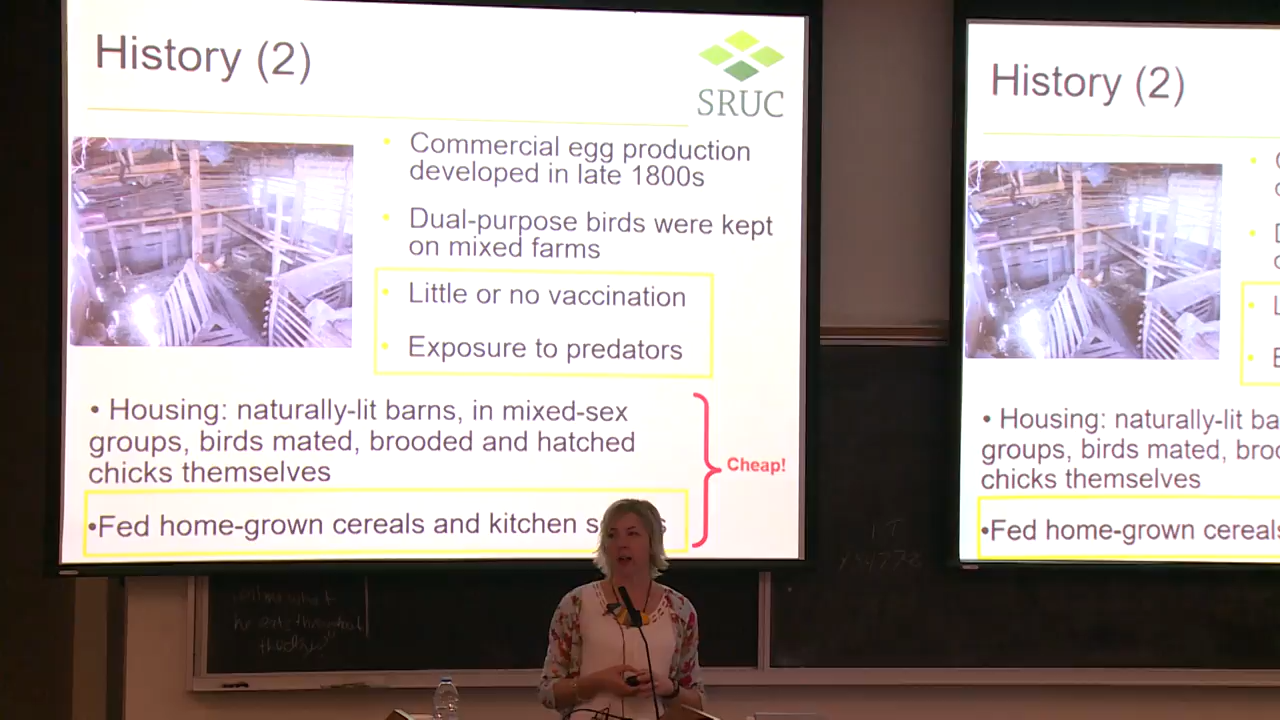 History (2)
SRUC
• Commercial egg production
developed in late 1800s
• Dual-purpose birds were kept
on mixed farms
• Little or no vaccination
• Exposure to predators
• Housing: naturally-lit barns, in mixed-sex
groups, birds mated, brooded and hatched
chicks themselves
Cheap!
•Fed home-grown cereals and kitchen
History (2)
• Housing: naturally-lit ba
groups, birds mated, broo
chicks themselves
•Fed home-grown cereals